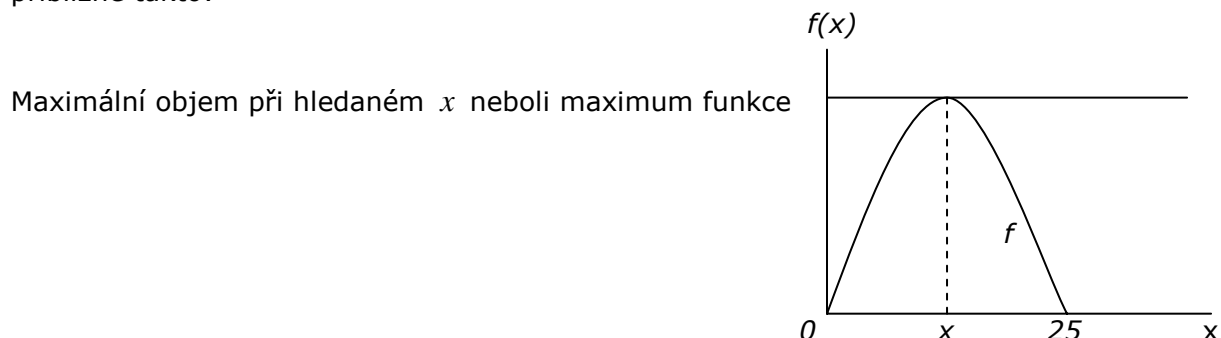 přibližně takto:
f(x)
Maximální objem při hledaném x neboli maximum funkce
f
0 x 25 x